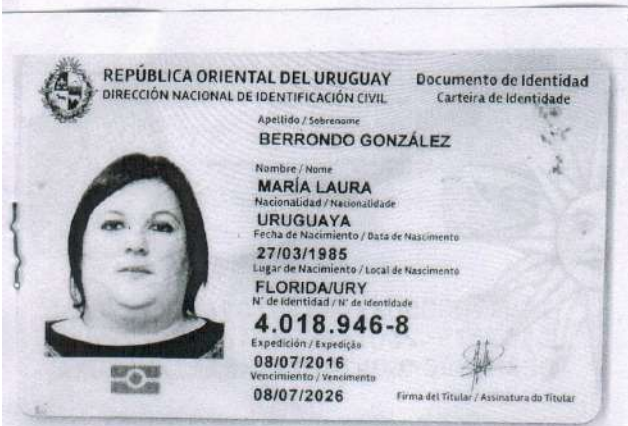 REPÚBLICA ORIENTAL DEL URUGUAY
DIRECCIÓN NACIONAL DE IDENTIFICACIÓN CIVIL
Documento de Identidad
Carteira de Identidade
Apellido / Sobrenome
BERRONDO GONZÁLEZ
Nombre / Nome
MARÍA LAURA
Nacionalidad / Nacionalidade
URUGUAYA
Fecha de Nacimiento / Data de Nascimento
27/03/1985
Lugar de Nacimiento / Local de Nascimento
FLORIDA/URY
N° de Identidad / N° de Identidade
4.018.946-8
Expedición / Expedição
08/07/2016
Vencimiento / Vencimento
08/07/2026
Firma del Titular / Assinatura do Titular